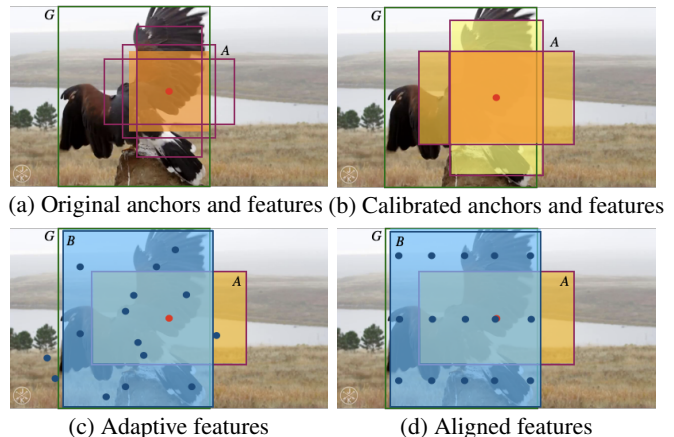 G
A
G
A
(a) Original anchors and features (b) Calibrated anchors and features
G B
A
G B
A
(c) Adaptive features (d) Aligned features